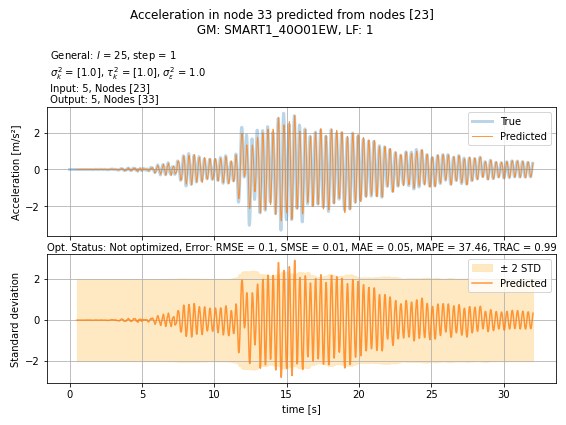 Acceleration in node 33 predicted from nodes [23]
GM: SMART1_40O01EW, LF: 1
General: l = 25, step = 1
σ²ₖ = [1.0], τ²ₖ = [1.0], σ²ε = 1.0
Input: 5, Nodes [23]
Output: 5, Nodes [33]
Acceleration [m/s²]
2
0
−2
True
Predicted
Opt. Status: Not optimized, Error: RMSE = 0.1, SMSE = 0.01, MAE = 0.05, MAPE = 37.46, TRAC = 0.99
Standard deviation
2
0
−2
± 2 STD
Predicted
0 5 10 15 20 25 30
time [s]